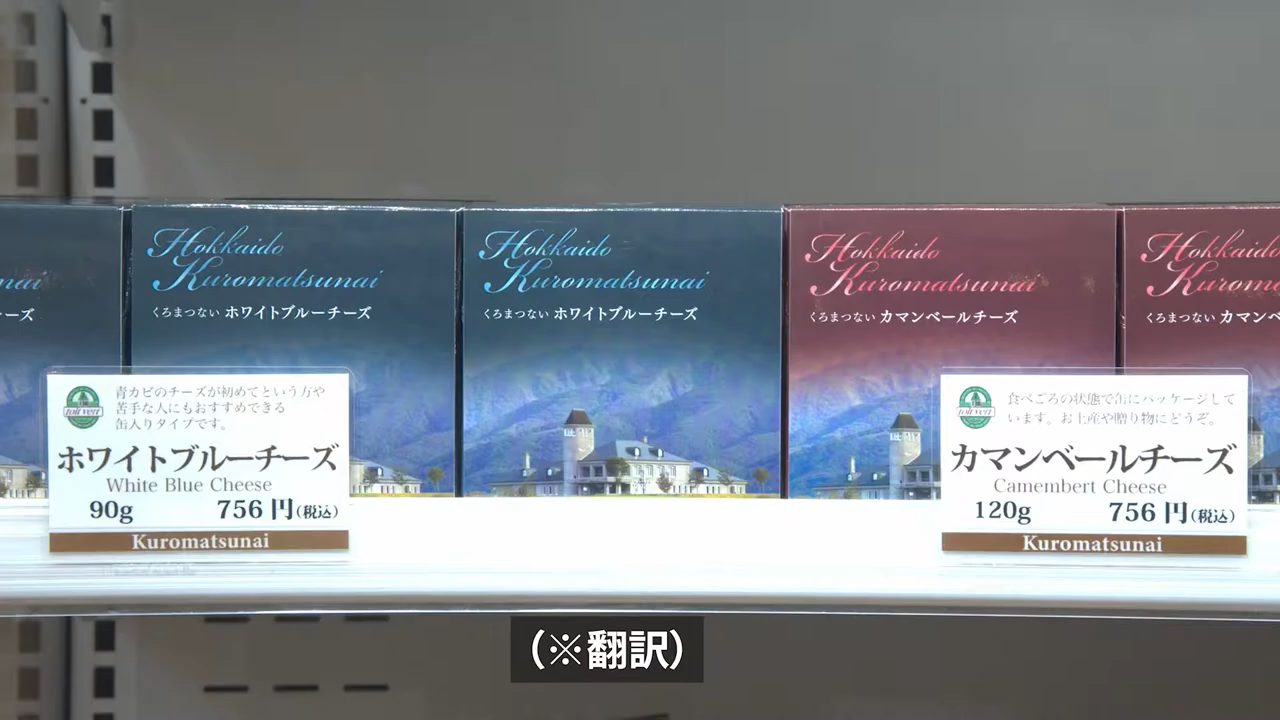 Hokkaido
Kuromatsunai
くろまつない ホワイトブルーチーズ
Hokkaido
Kuromatsunai
くろまつない ホワイトブルーチーズ
Hokkaido
Kuromatsunai
くろまつない カマンベールチーズ
Hokkaido
Kuroma
くろまつない カマンベ
nai
ーズ
toit vert
青カビのチーズが初めてという方や
苦手な人にもおすすめできる
缶入りタイプです。
ホワイトブルーチーズ
White Blue Cheese
90g 756円(税込)
Kuromatsunai
toit vert
食べごろの状態で缶にパッケージして
います。お土産や贈り物にどうぞ。
カマンベールチーズ
Camembert Cheese
120g 756円(税込)
Kuromatsunai
(※翻訳)